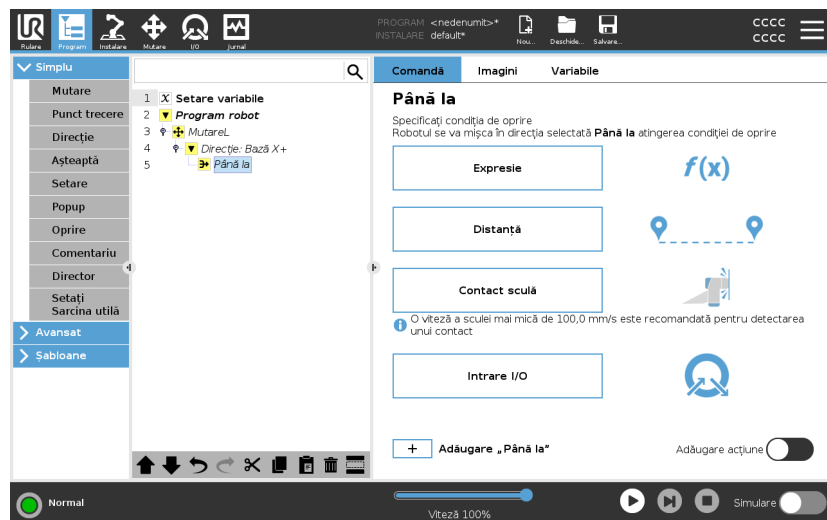 UR
PROGRAM <nedenumit>*
INSTALARE default*
cccc
cccc
Rulare Program Instalare Mutare I/O Jurnal Nou... Deschide... Salvare...
Simplu
Mutare
Punct trecere
Direcție
Așteaptă
Setare
Popup
Oprire
Comentariu
Director
Setați
Sarcina utilă
Avansat
Șabloane
1 X Setare variabile
2 Program robot
3 MutareL
4 Direcție: Bază X+
5 Până la
Comandă Imagini Variabile
Până la
Specificați condiția de oprire
Robotul se va mișca în direcția selectată Până la atingerea condiției de oprire
Expresie f(x)
Distanță
Contact sculă
O viteză a sculei mai mică de 100,0 mm/s este recomandată pentru detectarea
unui contact
Intrare I/O
+ Adăugare „Până la” Adăugare acțiune
Normal
Viteză 100%
Simulare